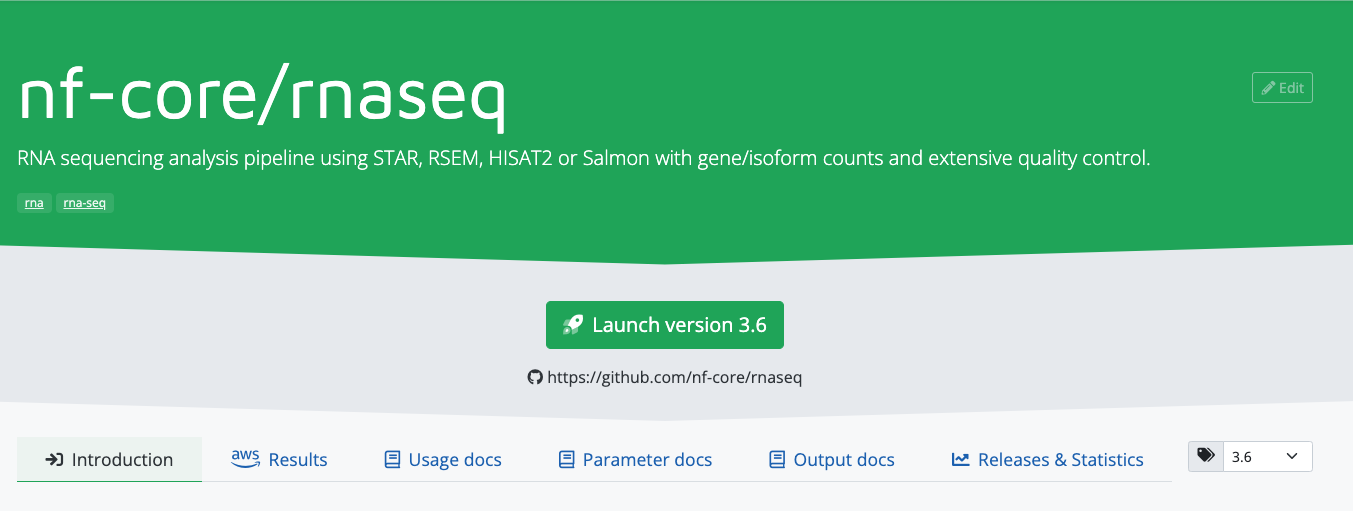 nf-core/rnaseq
Edit
RNA sequencing analysis pipeline using STAR, RSEM, HISAT2 or Salmon with gene/isoform counts and extensive quality control.
rna rna-seq
Launch version 3.6
https://github.com/nf-core/rnaseq
Introduction aws Results Usage docs Parameter docs Output docs Releases & Statistics 3.6